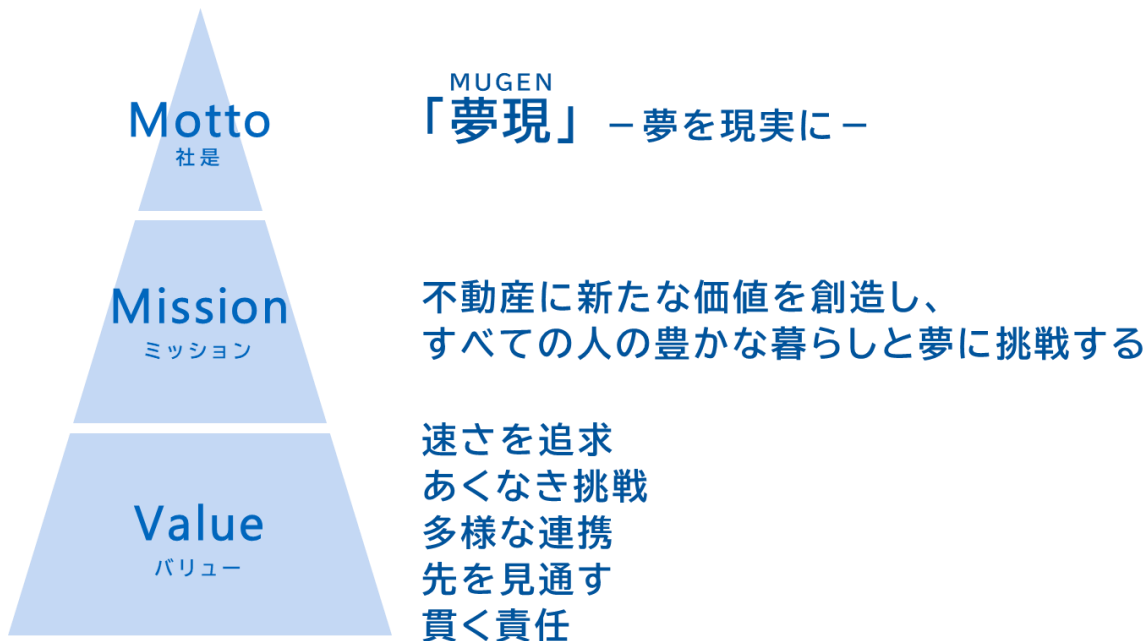 Motto
社是
MUGEN
「夢現」 −夢を現実に−
Mission
ミッション
不動産に新たな価値を創造し、
すべての人の豊かな暮らしと夢に挑戦する
Value
バリュー
速さを追求
あくなき挑戦
多様な連携
先を見通す
貫く責任